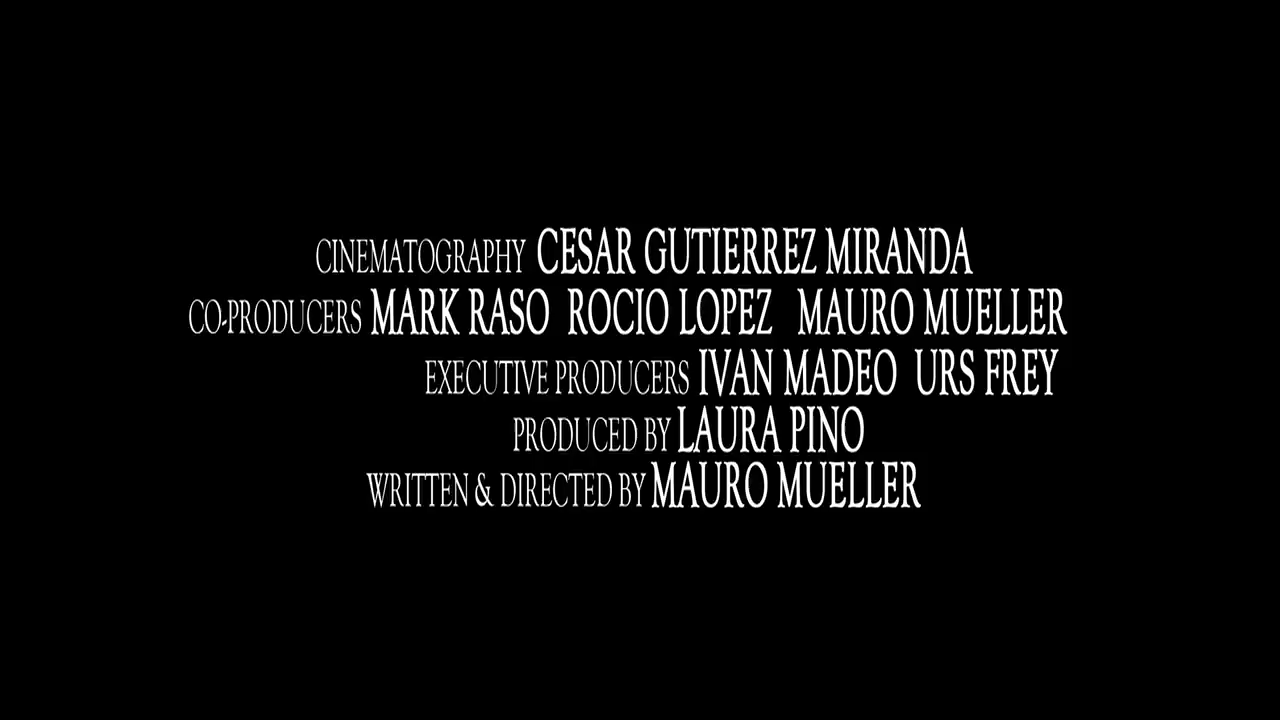 CINEMATOGRAPHY CESAR GUTIERREZ MIRANDA
CO-PRODUCERS MARK RASO ROCIO LOPEZ MAURO MUELLER
EXECUTIVE PRODUCERS IVAN MADEO URS FREY
PRODUCED BY LAURA PINO
WRITTEN & DIRECTED BY MAURO MUELLER